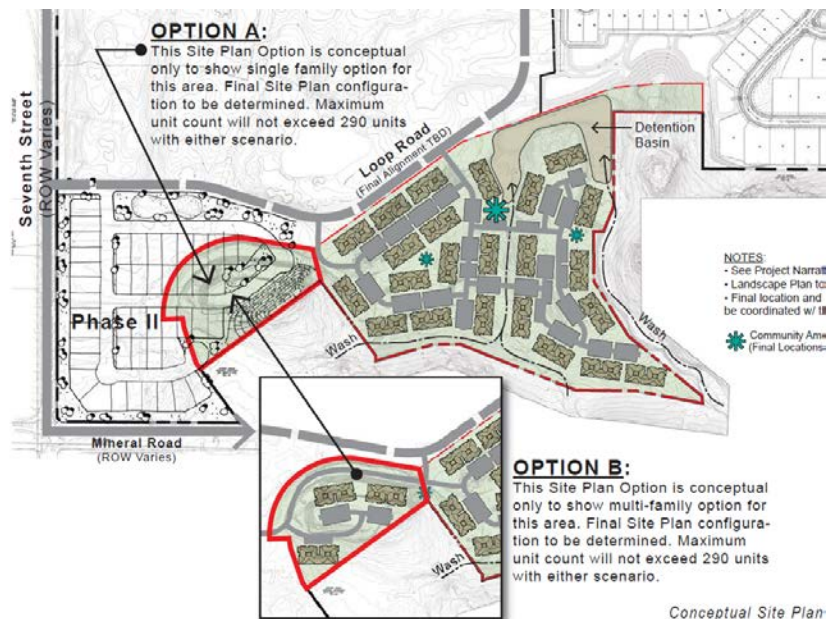 OPTION A:
This Site Plan Option is conceptual
only to show single family option for
this area. Final Site Plan configura-
tion to be determined. Maximum
unit count will not exceed 290 units
with either scenario.
Seventh Street
(ROW Varies)
Loop Road
(Final Alignment TBD)
Detention
Basin
NOTES:
- See Project Narrat
- Landscape Plan to
- Final location and
be coordinated w/
Community Ame
(Final Locations
Phase II
Wash
Wash
Mineral Road
(ROW Varies)
OPTION B:
This Site Plan Option is conceptual
only to show multi-family option for
this area. Final Site Plan configura-
tion to be determined. Maximum
unit count will not exceed 290 units
with either scenario.
Conceptual Site Plan